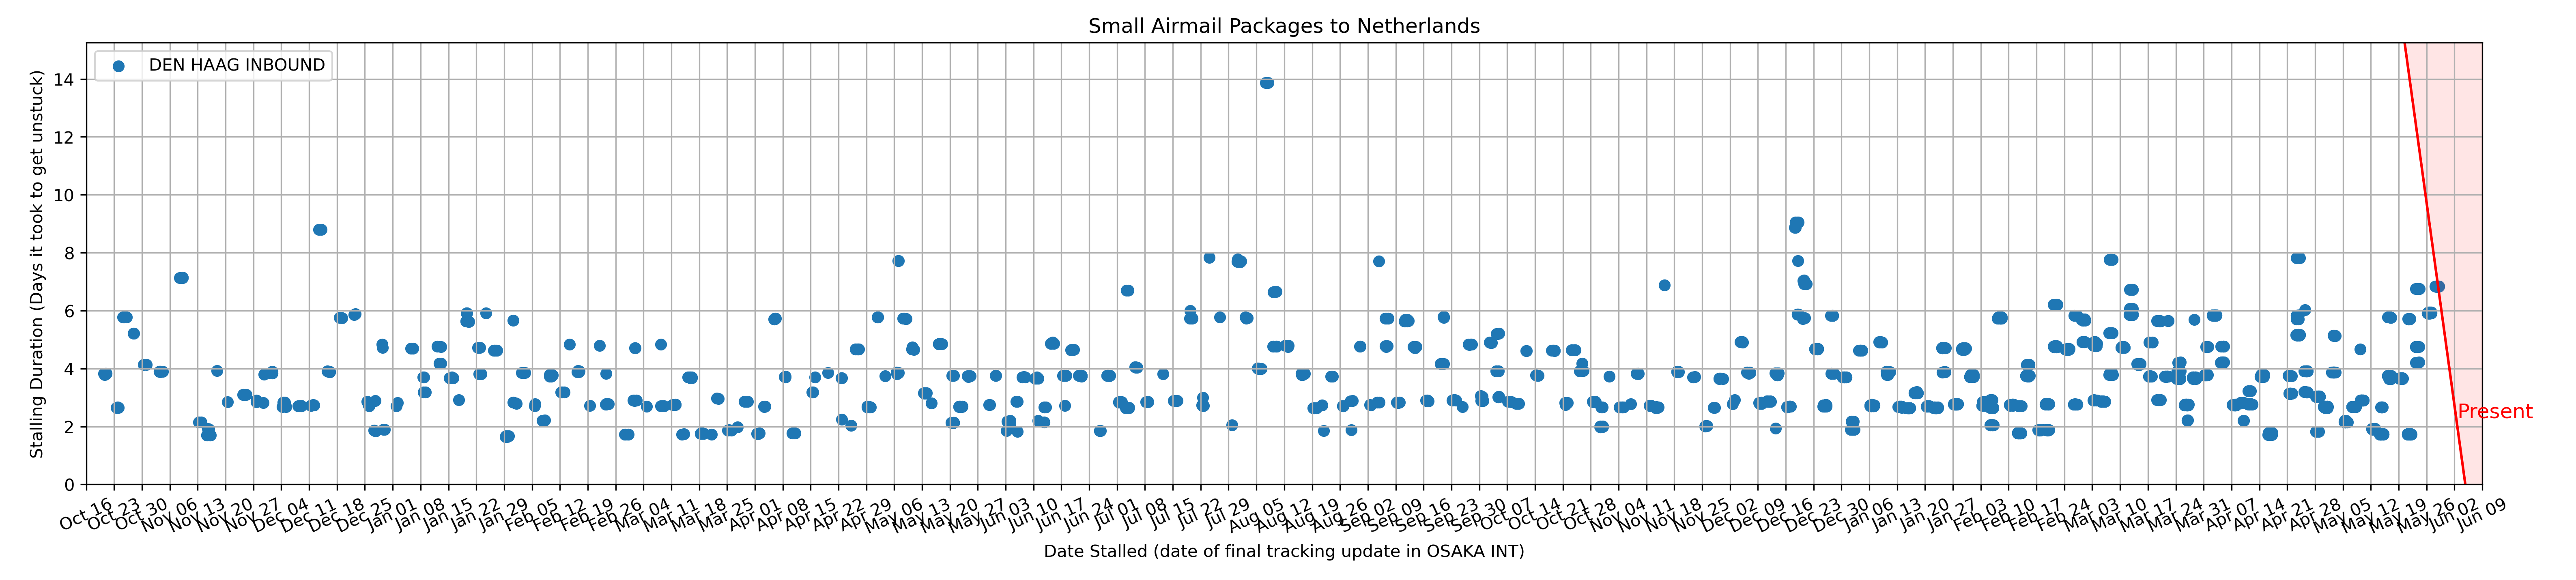 Small Airmail Packages to Netherlands
DEN HAAG INBOUND
Stalling Duration (Days it took to get unstuck)
14
12
10
8
6
4
2
0
Present
Oct 16 Oct 23 Oct 30 Nov 06 Nov 13 Nov 20 Nov 27 Dec 04 Dec 11 Dec 18 Dec 25 Jan 01 Jan 08 Jan 15 Jan 22 Jan 29 Feb 05 Feb 12 Feb 19 Feb 26 Mar 04 Mar 11 Mar 18 Mar 25 Apr 01 Apr 08 Apr 15 Apr 22 Apr 29 May 06 May 13 May 20 May 27 Jun 03 Jun 10 Jun 17 Jun 24 Jul 01 Jul 08 Jul 15 Jul 22 Jul 29 Aug 05 Aug 12 Aug 19 Aug 26 Sep 02 Sep 09 Sep 16 Sep 23 Sep 30 Oct 07 Oct 14 Oct 21 Oct 28 Nov 04 Nov 11 Nov 18 Nov 25 Dec 02 Dec 09 Dec 16 Dec 23 Dec 30 Jan 06 Jan 13 Jan 20 Jan 27 Feb 03 Feb 10 Feb 17 Feb 24 Mar 03 Mar 10 Mar 17 Mar 24 Mar 31 Apr 07 Apr 14 Apr 21 Apr 28 May 05 May 12 May 19 May 26 Jun 02 Jun 09
Date Stalled (date of final tracking update in OSAKA INT)